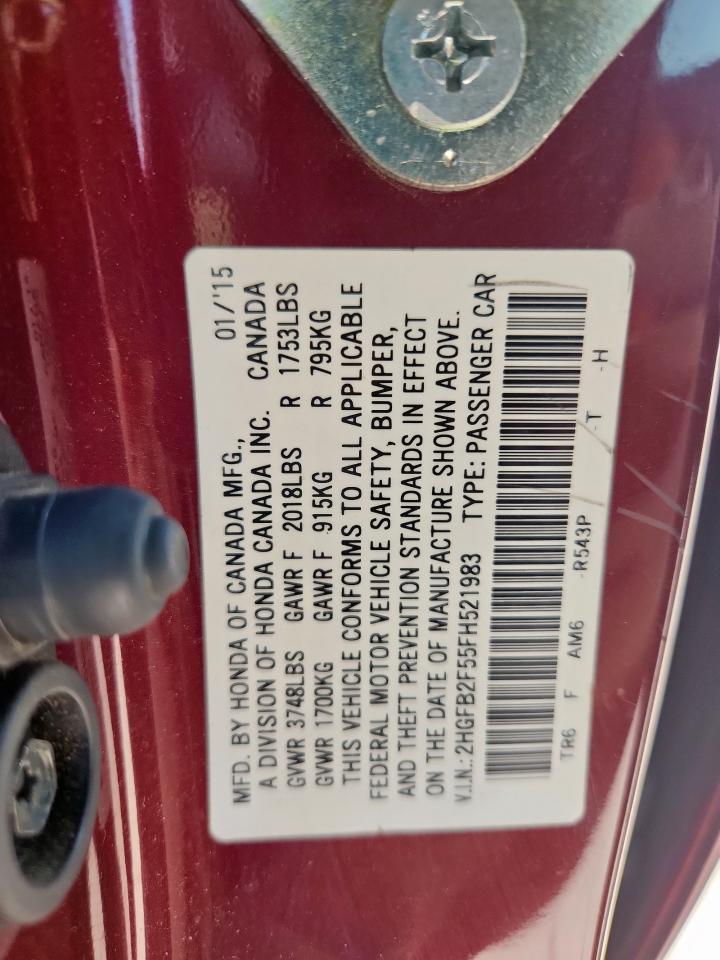 MFD. BY HONDA OF CANADA MFG., 01/'15
A DIVISION OF HONDA CANADA INC. CANADA
GVWR 3748LBS GAWR F 2018LBS R 1753LBS
GVWR 1700KG GAWR F 915KG R 795KG
THIS VEHICLE CONFORMS TO ALL APPLICABLE
FEDERAL MOTOR VEHICLE SAFETY, BUMPER,
AND THEFT PREVENTION STANDARDS IN EFFECT
ON THE DATE OF MANUFACTURE SHOWN ABOVE.
V.I.N.: 2HGFB2F55FH521983 TYPE: PASSENGER CAR
TR6 F AM6 -R543P -T -H